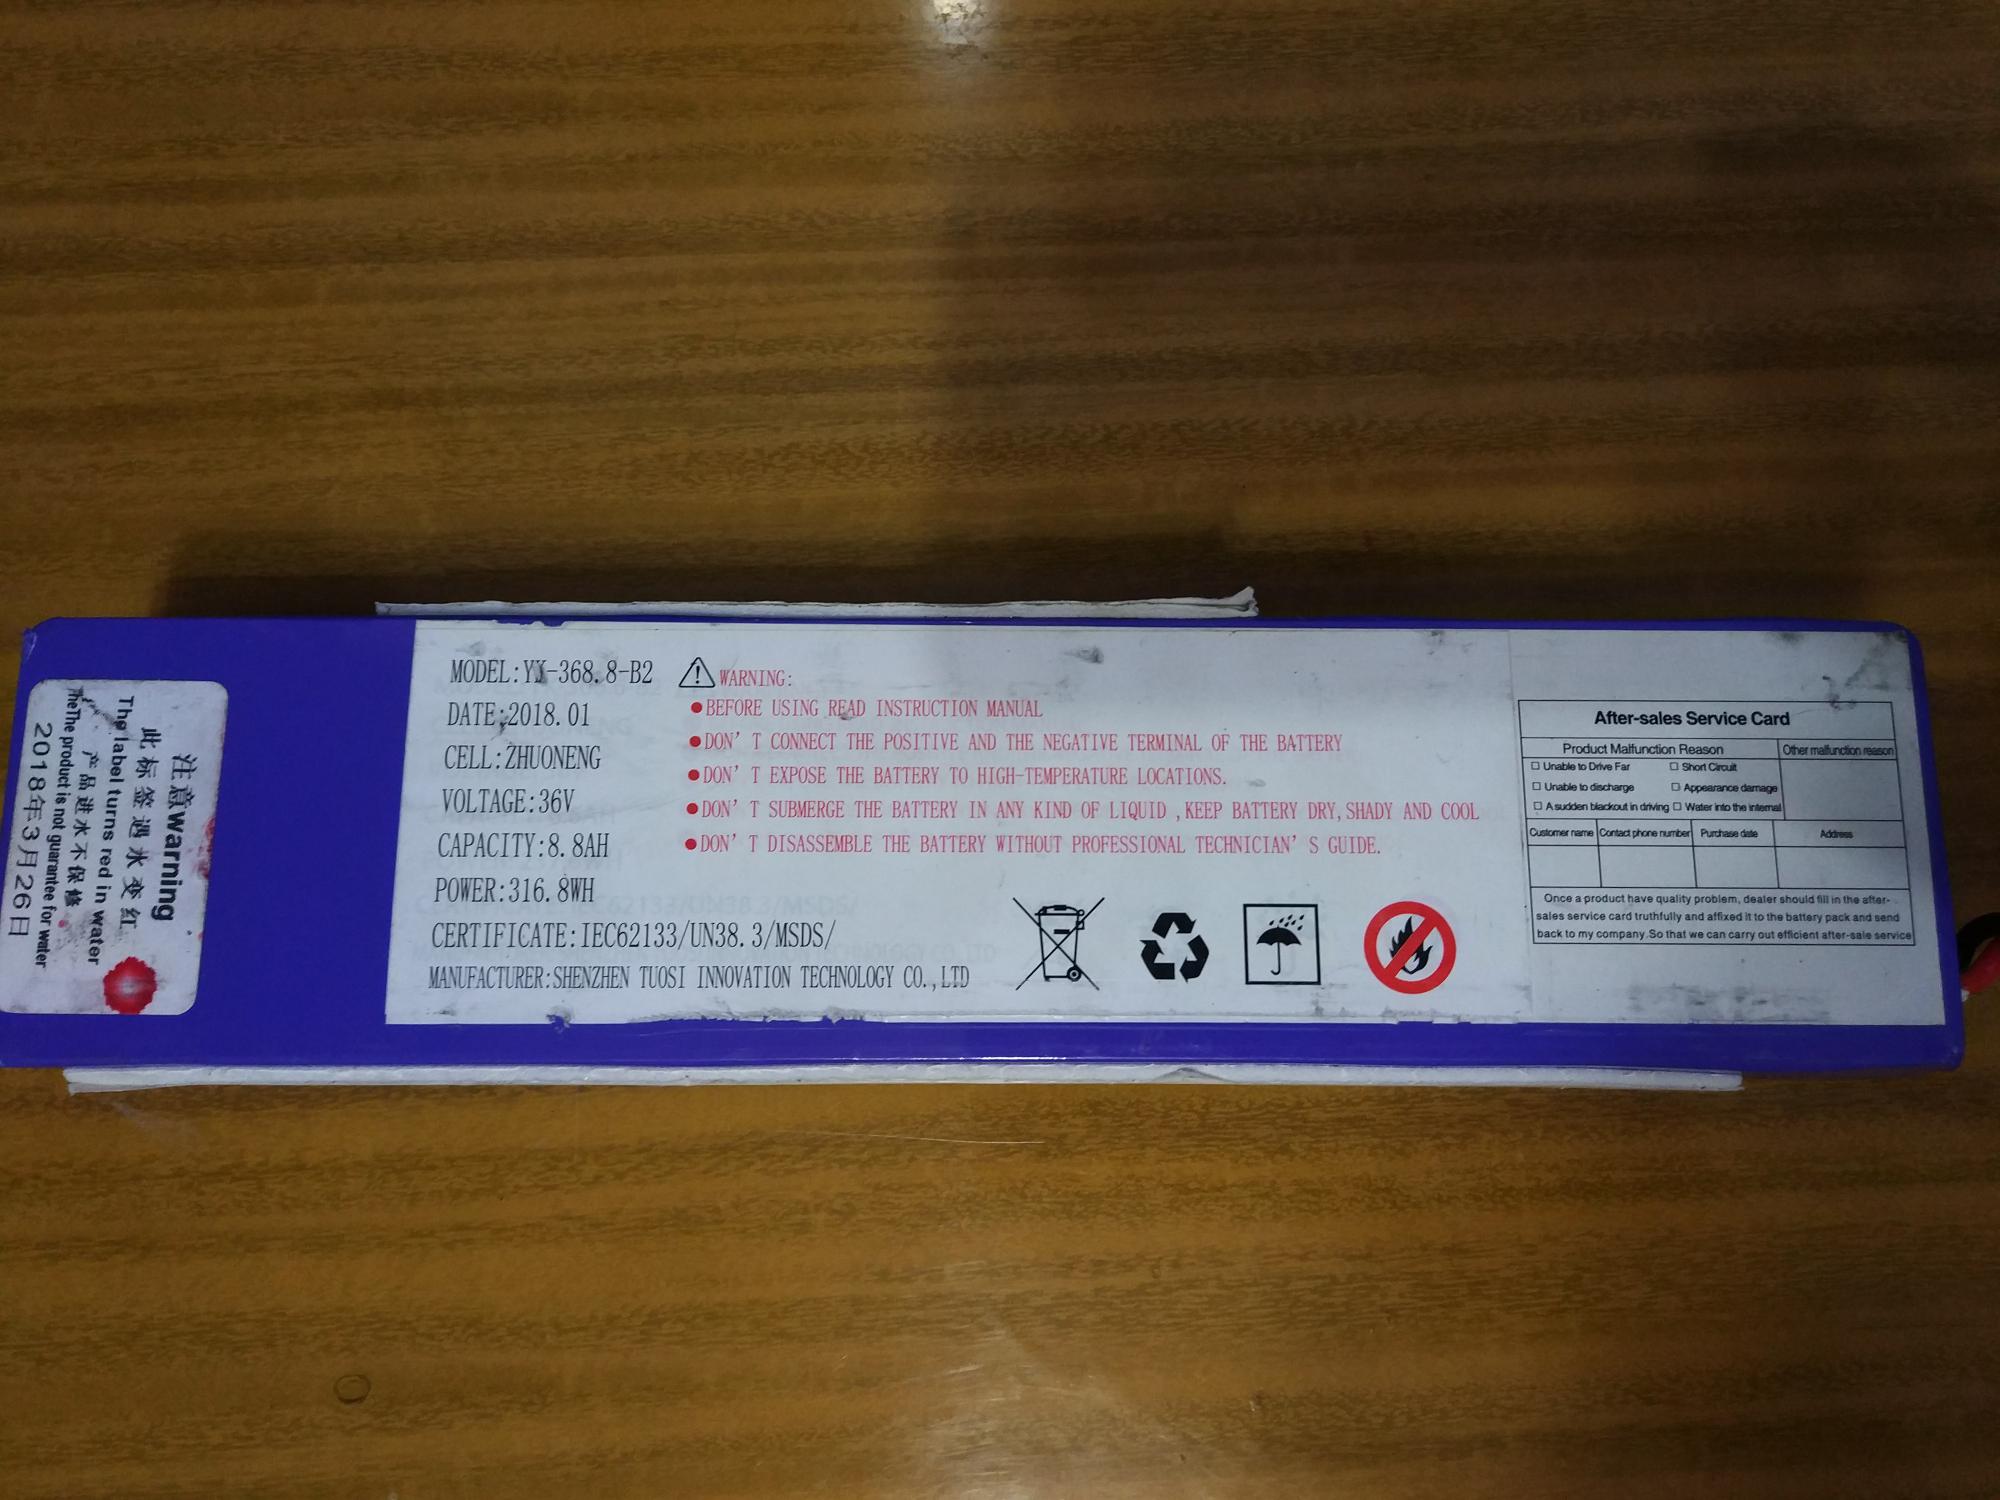 MODEL:YX-368.8-B2
DATE:2018.01
CELL:ZHUONENG
VOLTAGE:36V
CAPACITY:8.8AH
POWER:316.8WH
CERTIFICATE:IEC62133/UN38.3/MSDS/
MANUFACTURER:SHENZHEN TUOSI INNOVATION TECHNOLOGY CO.,LTD
WARNING:
●BEFORE USING READ INSTRUCTION MANUAL
●DON'T CONNECT THE POSITIVE AND THE NEGATIVE TERMINAL OF THE BATTERY
●DON'T EXPOSE THE BATTERY TO HIGH-TEMPERATURE LOCATIONS.
●DON'T SUBMERGE THE BATTERY IN ANY KIND OF LIQUID ,KEEP BATTERY DRY,SHADY AND COOL
●DON'T DISASSEMBLE THE BATTERY WITHOUT PROFESSIONAL TECHNICIAN'S GUIDE.
After-sales Service Card
Product Malfunction Reason
Other malfunction reason
□ Unable to Drive Far □ Short Circuit
□ Unable to discharge □ Appearance damage
□ A sudden blackout in driving □ Water into the internal
Customer name Contact phone number Purchase date Address
Once a product have quality problem, dealer should fill in the after-
sales service card truthfully and affixed it to the battery pack and send
back to my company.So that we can carry out efficient after-sale service
注意warning
此标签遇水变红
The label turns red in water
产品进水不保修
TheThe product is not guarantee for water
2018年3月26日